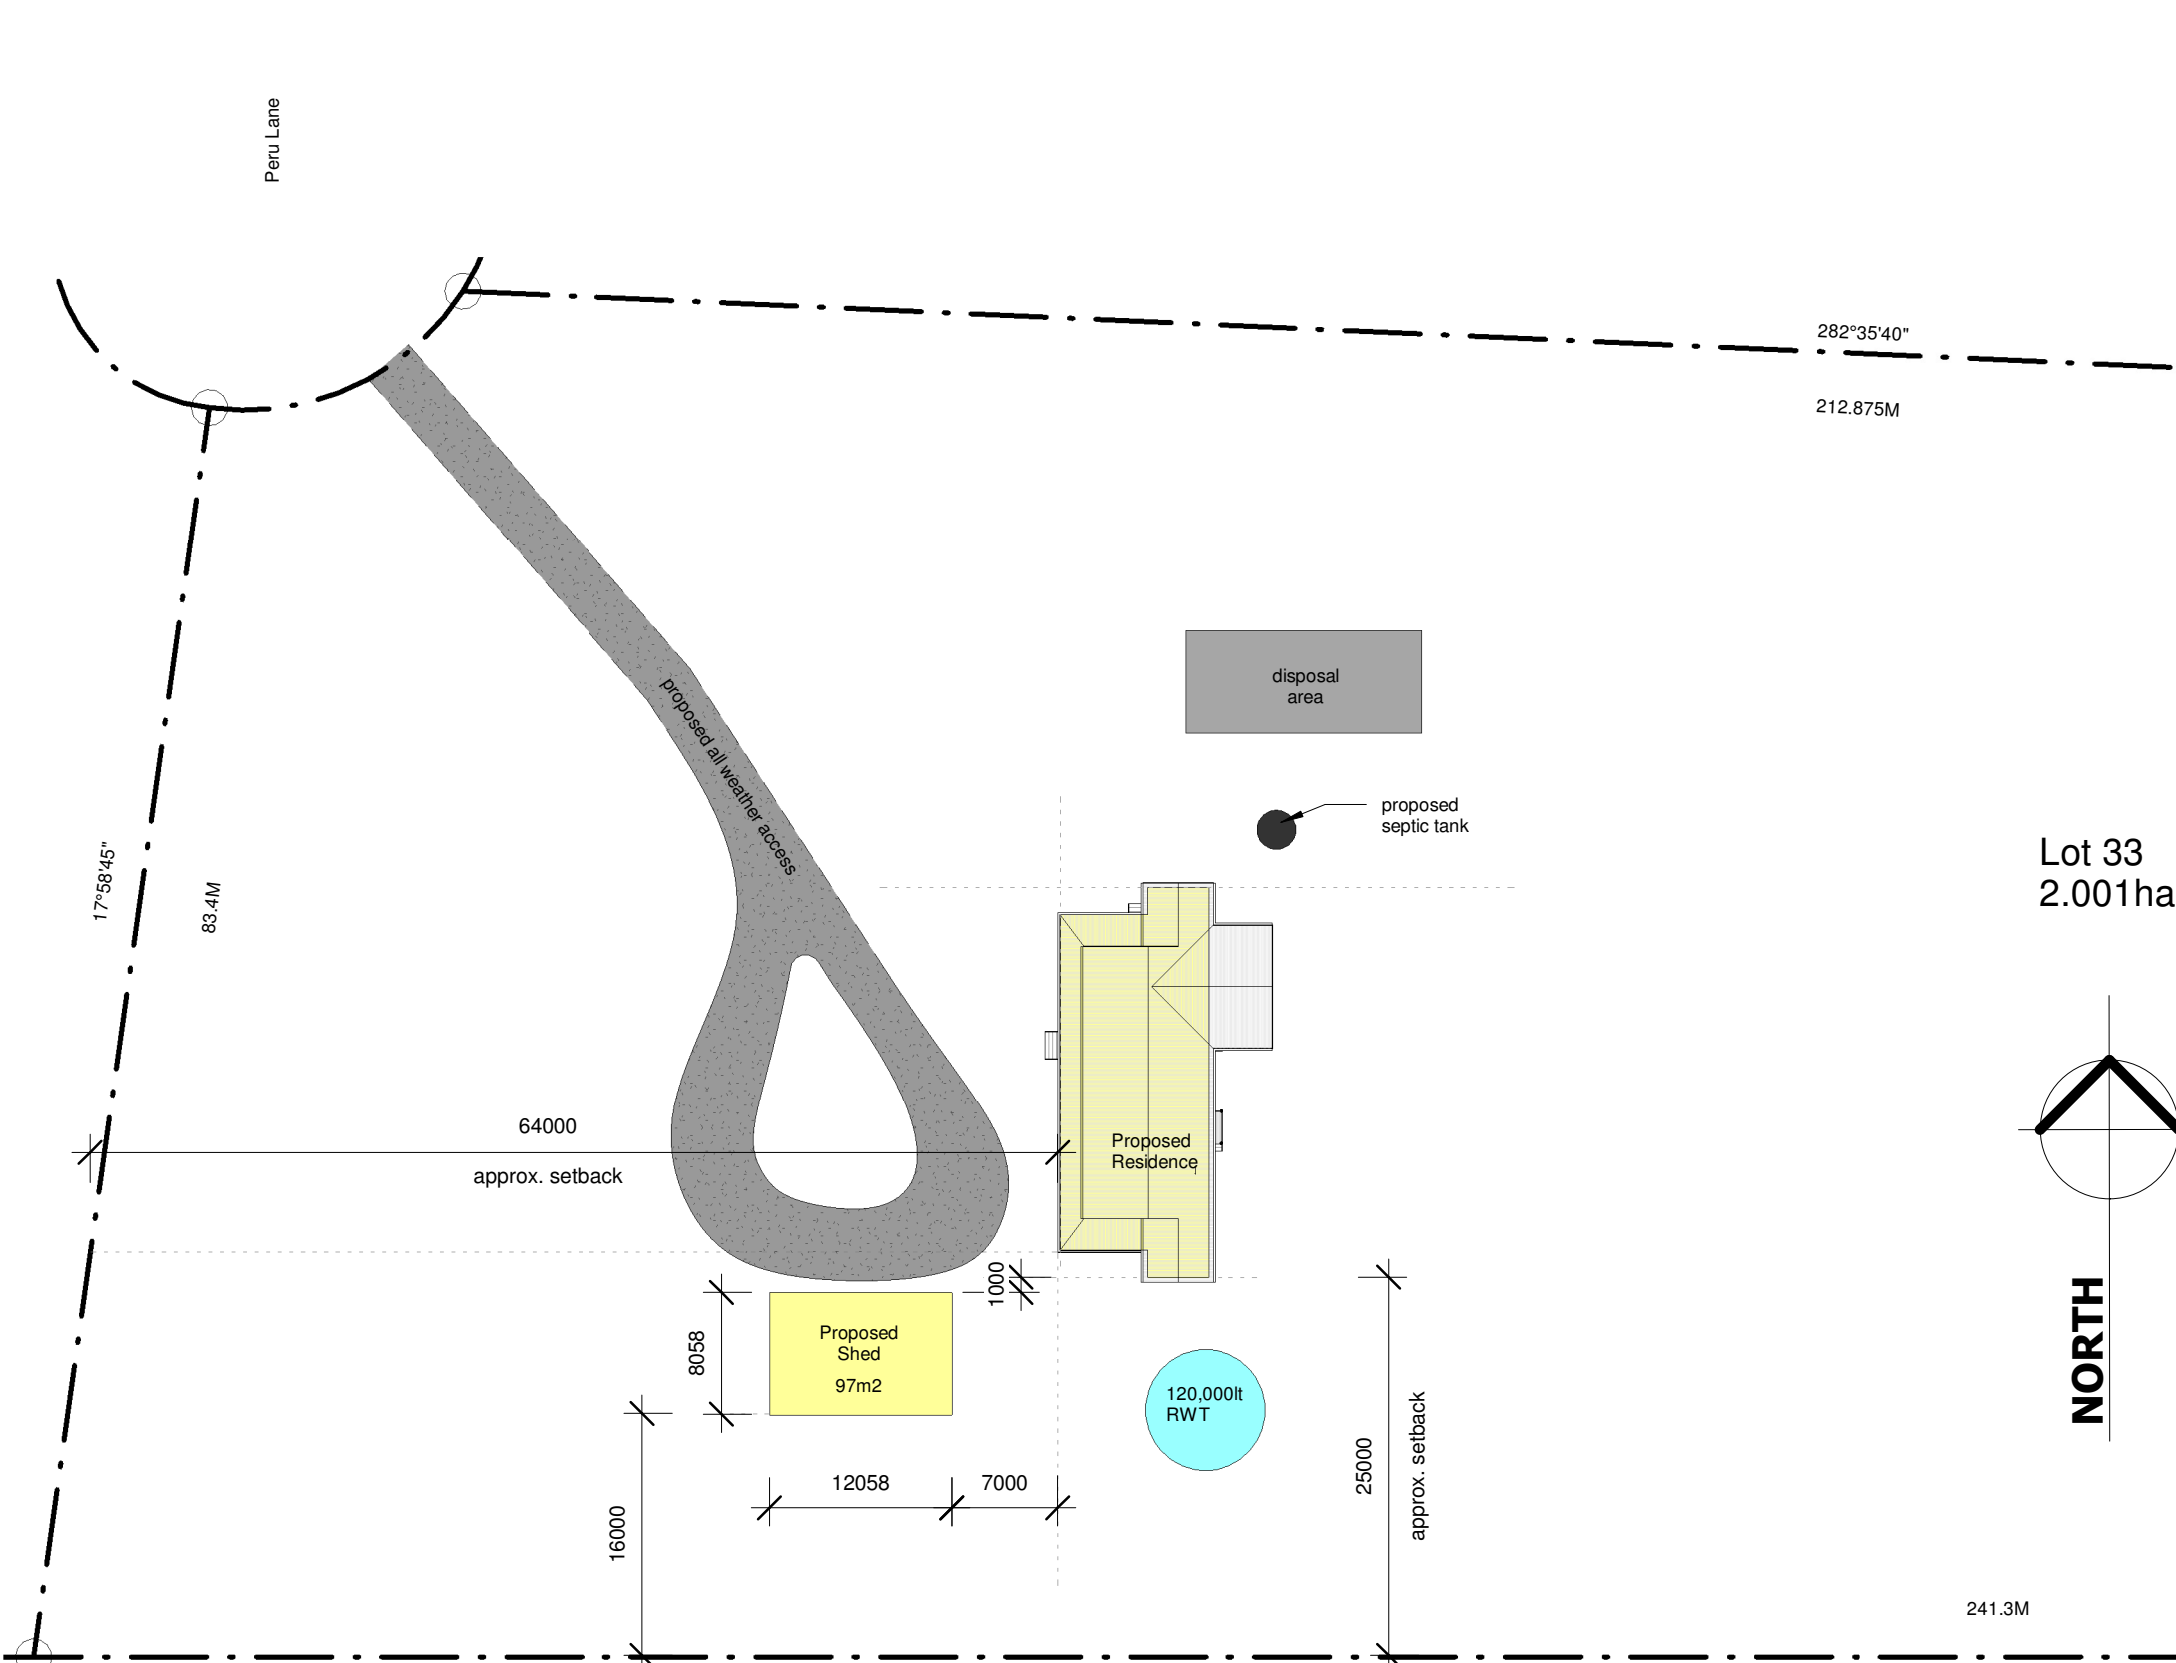 Peru Lane
282°35'40"
212.875M
disposal
area
proposed all weather access
proposed
septic tank
17°58'45"
83.4M
Lot 33
2.001ha
64000
approx. setback
Proposed
Residence
1000
NORTH
8058
Proposed
Shed
97m2
120,000lt
RWT
25000
approx. setback
12058
7000
16000
241.3M